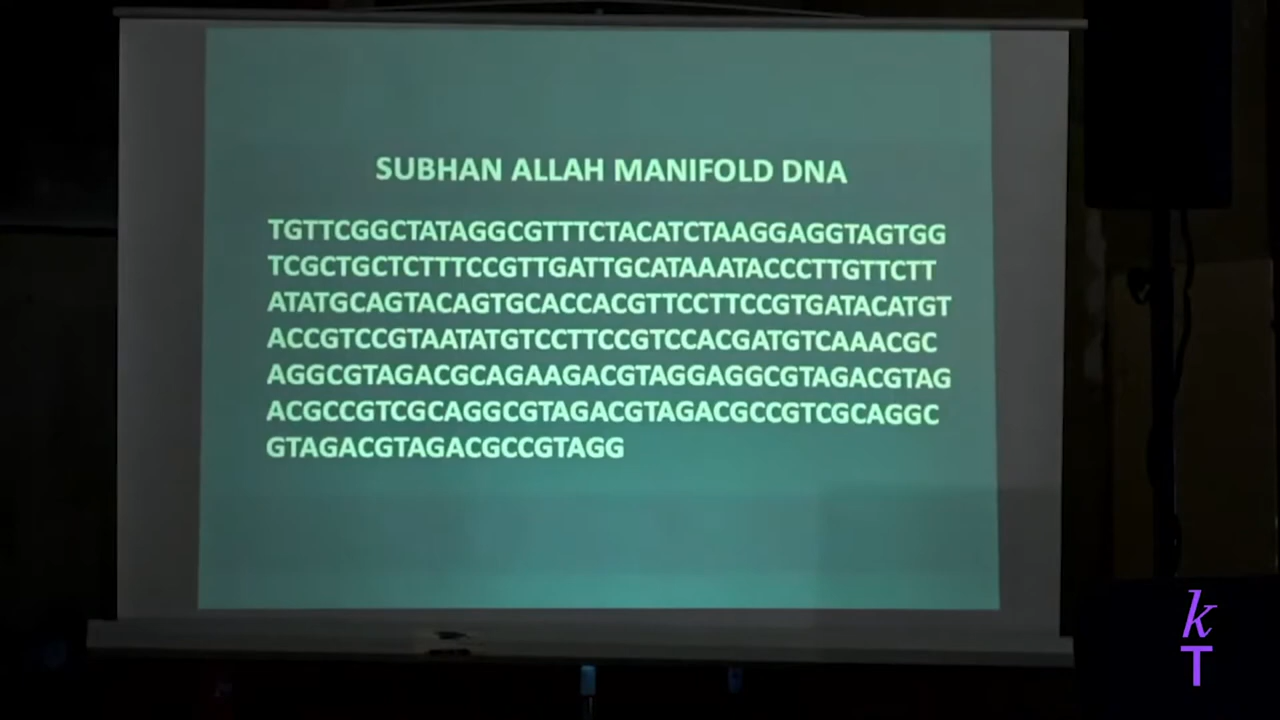 SUBHAN ALLAH MANIFOLD DNA
TGTTCGGCTATAGGCGTTTCTACATCTAAGGAGGTAGTGG
TCGCTGCTCTTTCCGTTGATTGCATAAATACCCTTGTTCTT
ATATGCAGTACAGTGCACCACGTTCCTTCCGTGATACATGT
ACCGTCCGTAATATGTCCTTCCGTCCACGATGTCAAACGC
AGGCGTAGACGCAGAAGACGTAGGAGGCGTAGACGTAG
ACGCCGTCGCAGGCGTAGACGTAGACGCCGTCGCAGGC
GTAGACGTAGACGCCGTAGG
k
T